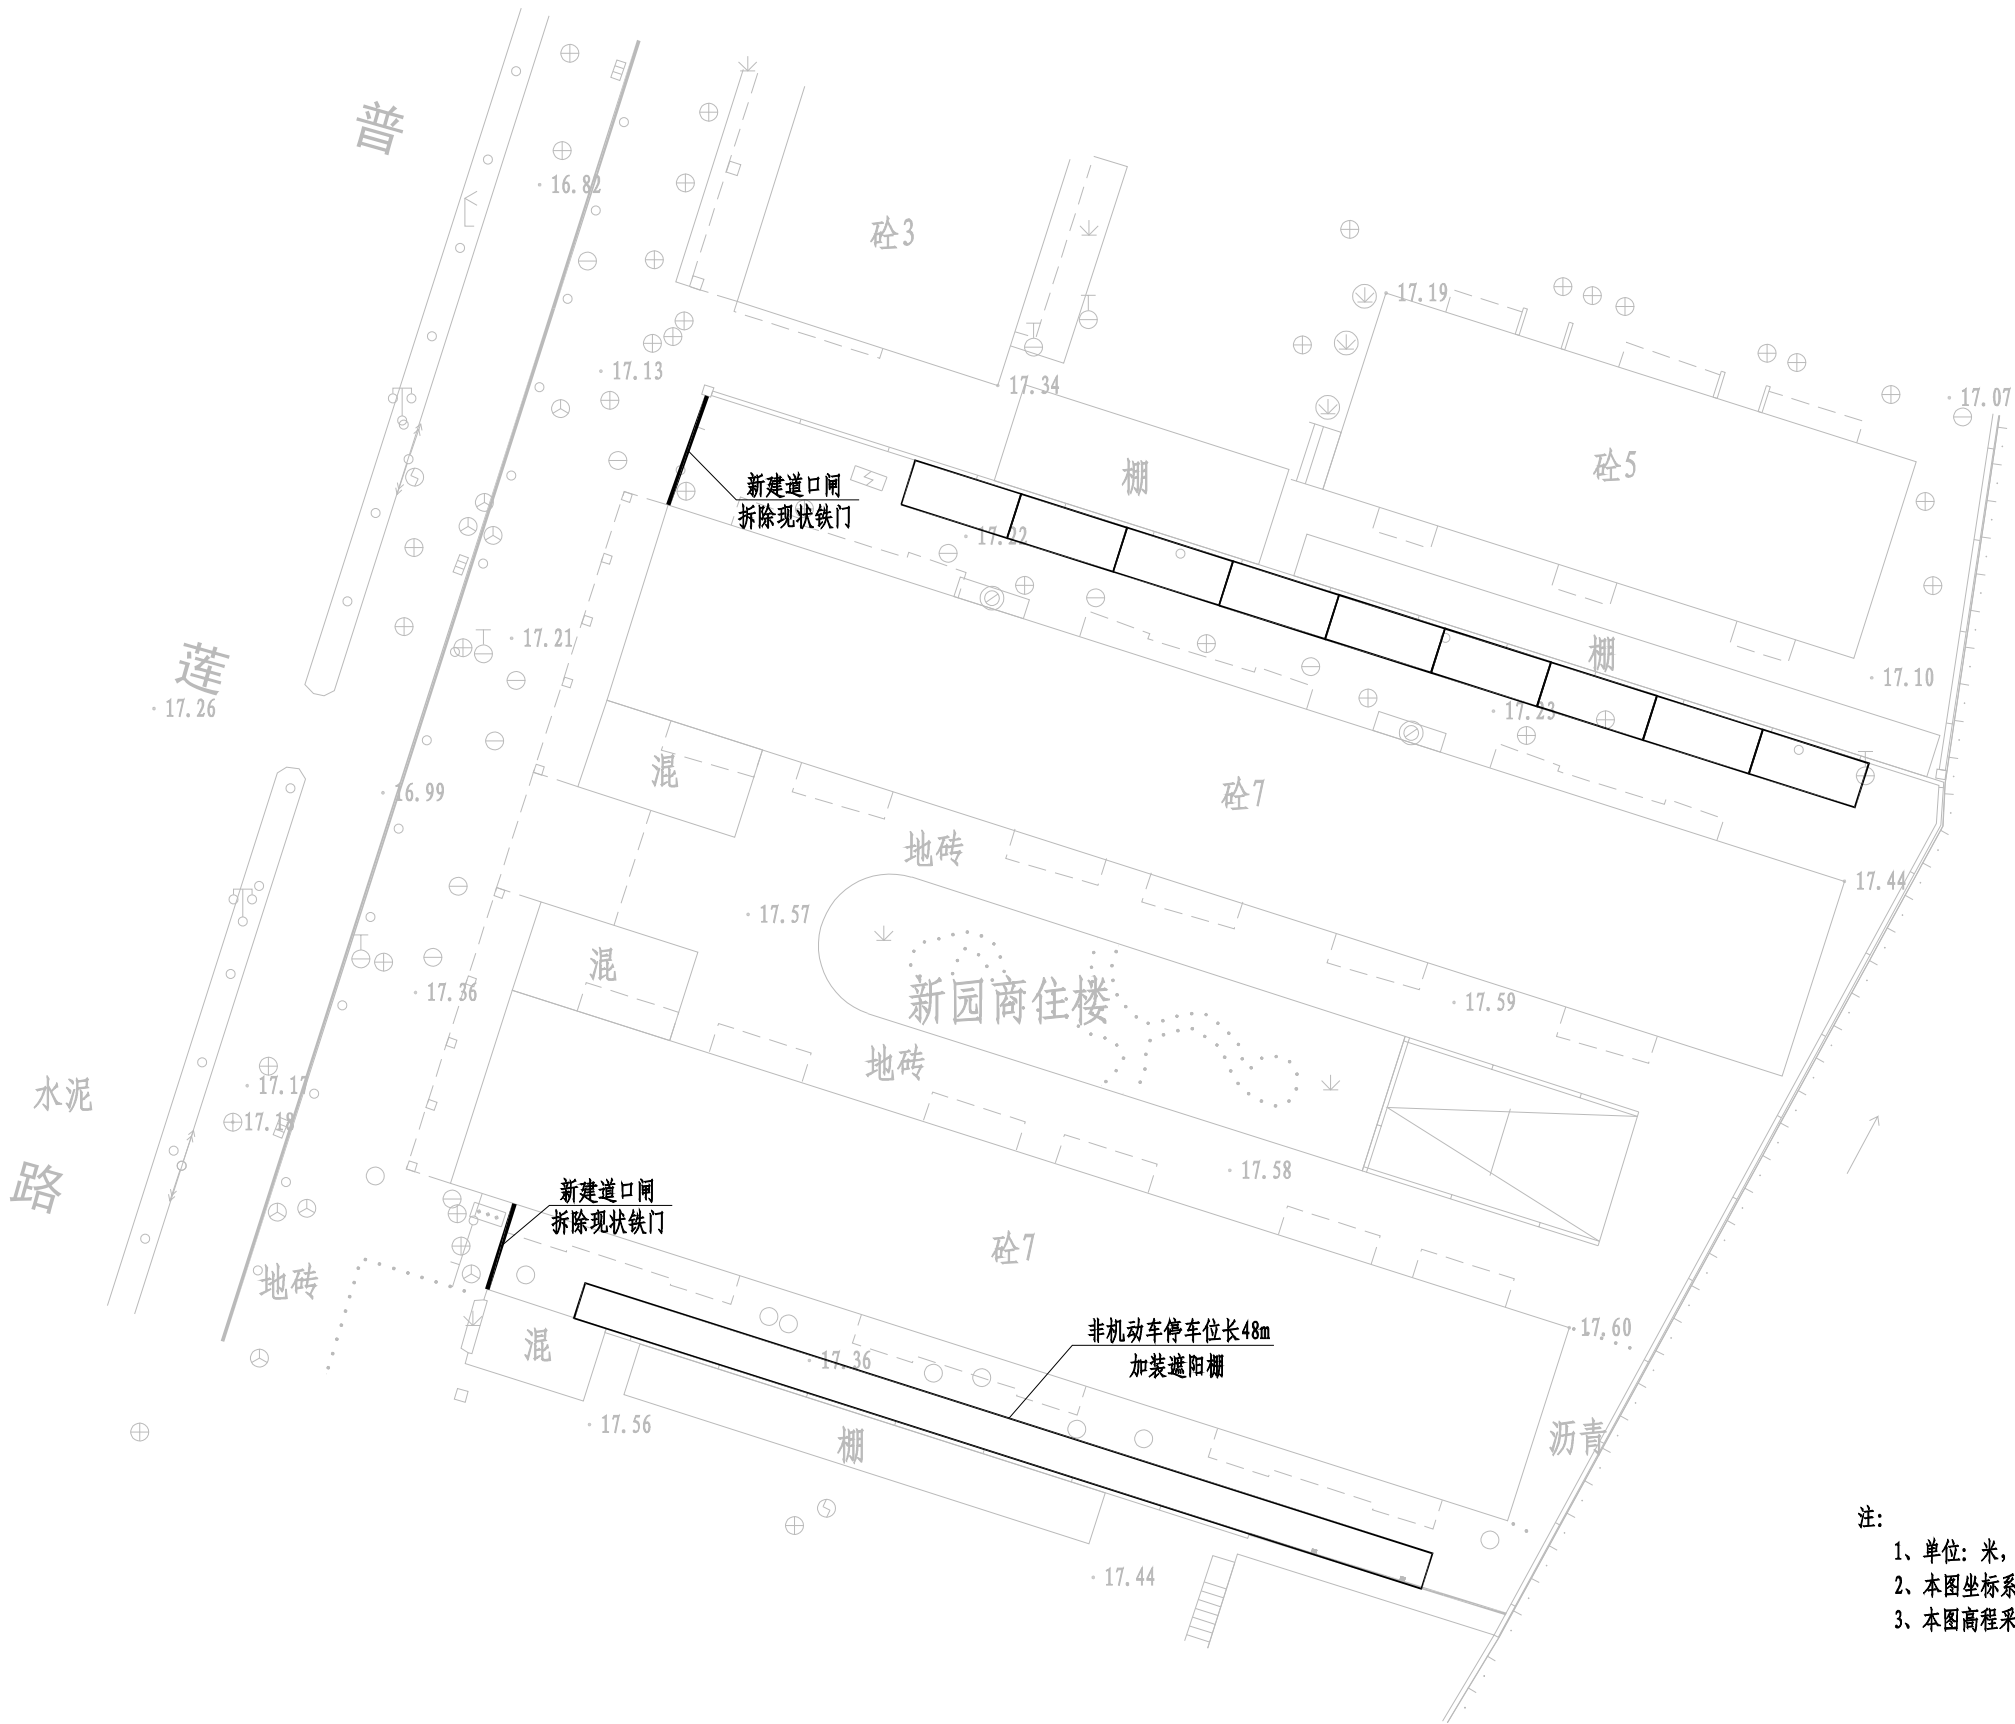 普
16.82
砼3
17.13
17.34
17.19
17.07
砼5
棚
新建道口闸
拆除现状铁门
17.22
莲
17.21
17.26
棚
17.10
17.23
混
16.99
砼7
地砖
17.44
17.57
混
17.36
新园商住楼
17.59
地砖
水泥
17.17
17.18
路
17.58
新建道口闸
拆除现状铁门
地砖
砼7
混
非机动车停车位长48m
加装遮阳棚
17.36
17.60
17.56
棚
沥青
17.44
注:
1、单位: 米,
2、本图坐标系
3、本图高程采